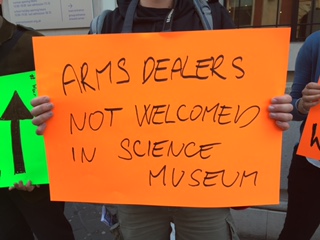 ARMS DEALERS
NOT WELCOMED
IN SCIENCE
MUSEUM